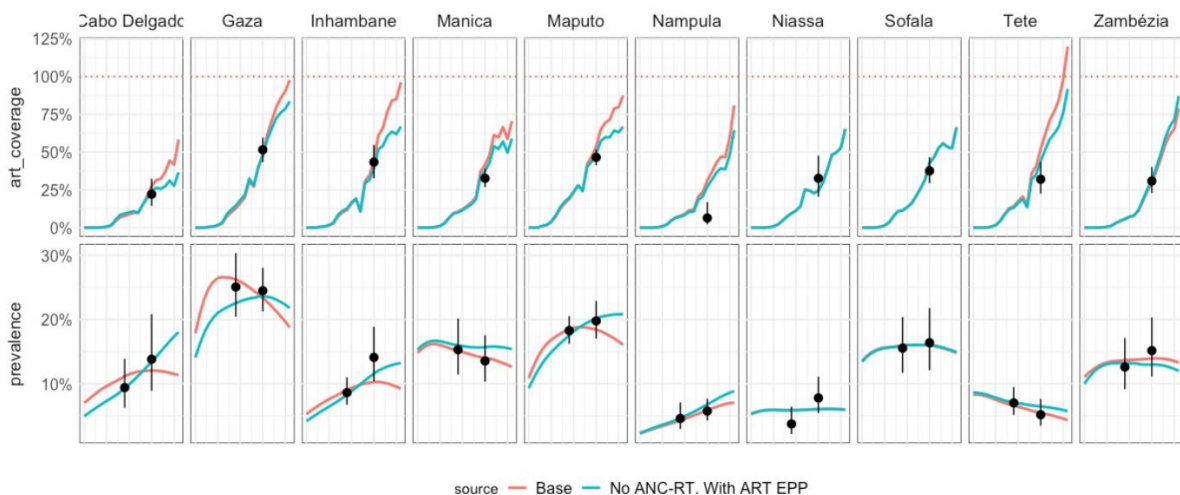 Cabo Delgado Gaza Inhambane Manica Maputo Nampula Niassa Sofala Tete Zambézia
125%
100%
75%
50%
25%
0%
art_coverage
30%
20%
10%
prevalence
source Base No ANC-RT. With ART EPP